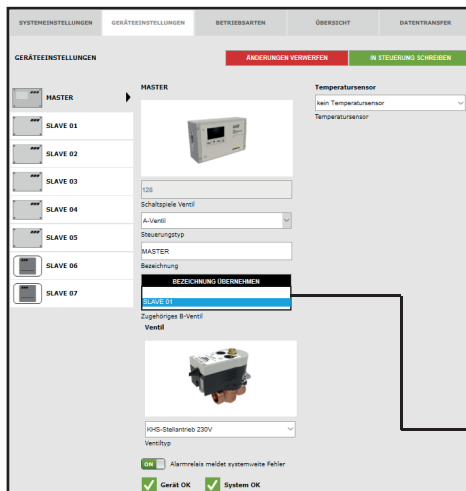 SYSTEMEINSTELLUNGEN
GERÄTEEINSTELLUNGEN
BETRIEBSARTEN
ÜBERSICHT
DATENTRANSFER
GERÄTEEINSTELLUNGEN
ÄNDERUNGEN VERWERFEN
IN STEUERUNG SCHREIBEN
MASTER
SLAVE 01
SLAVE 02
SLAVE 03
SLAVE 04
SLAVE 05
SLAVE 06
SLAVE 07
MASTER
128
Schaltspiele Ventil
A-Ventil
Steuerungstyp
MASTER
Bezeichnung
BEZEICHNUNG ÜBERNEHMEN
SLAVE 01
Zugehöriges B-Ventil
Ventil
KHS-Stellantrieb 230V
Ventiltyp
ON Alarmrelais meldet systemweite Fehler
Gerät OK
System OK
Temperatursensor
kein Temperatursensor
Temperatursensor